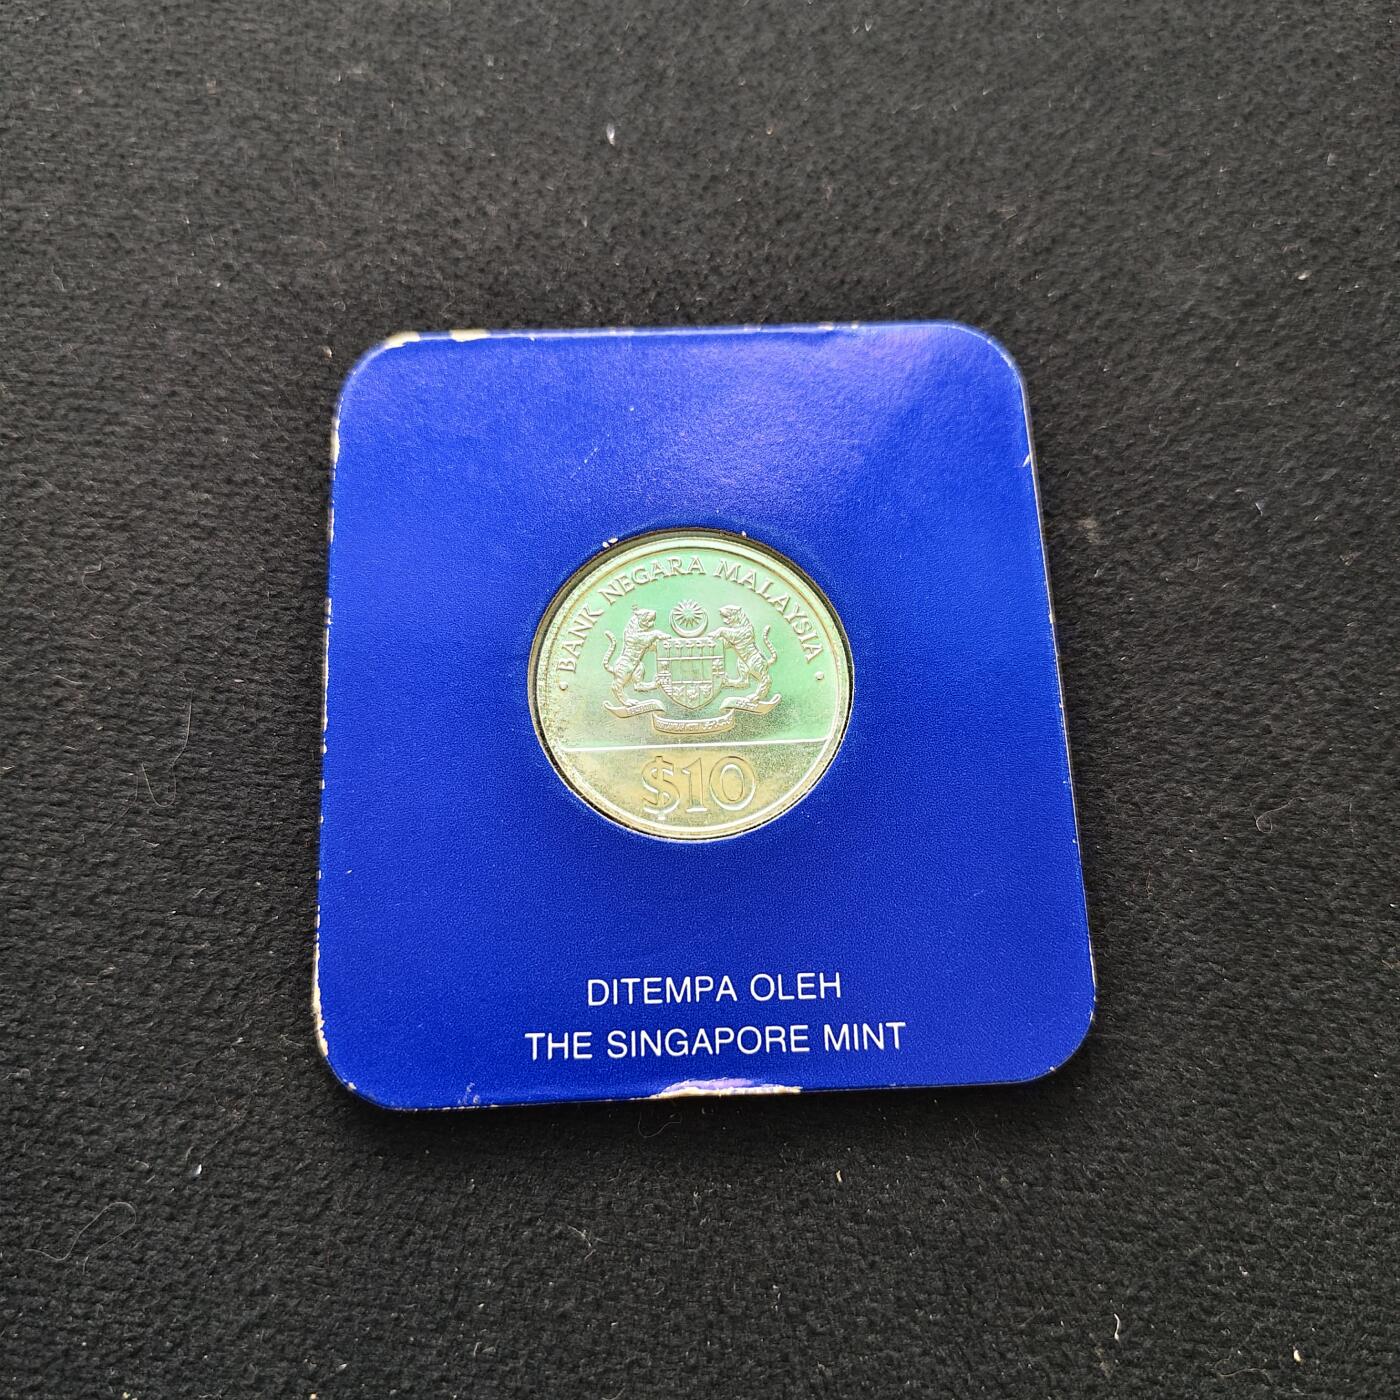 • BANK NEGARA MALAYSIA •
$10
DITEMPA OLEH
THE SINGAPORE MINT